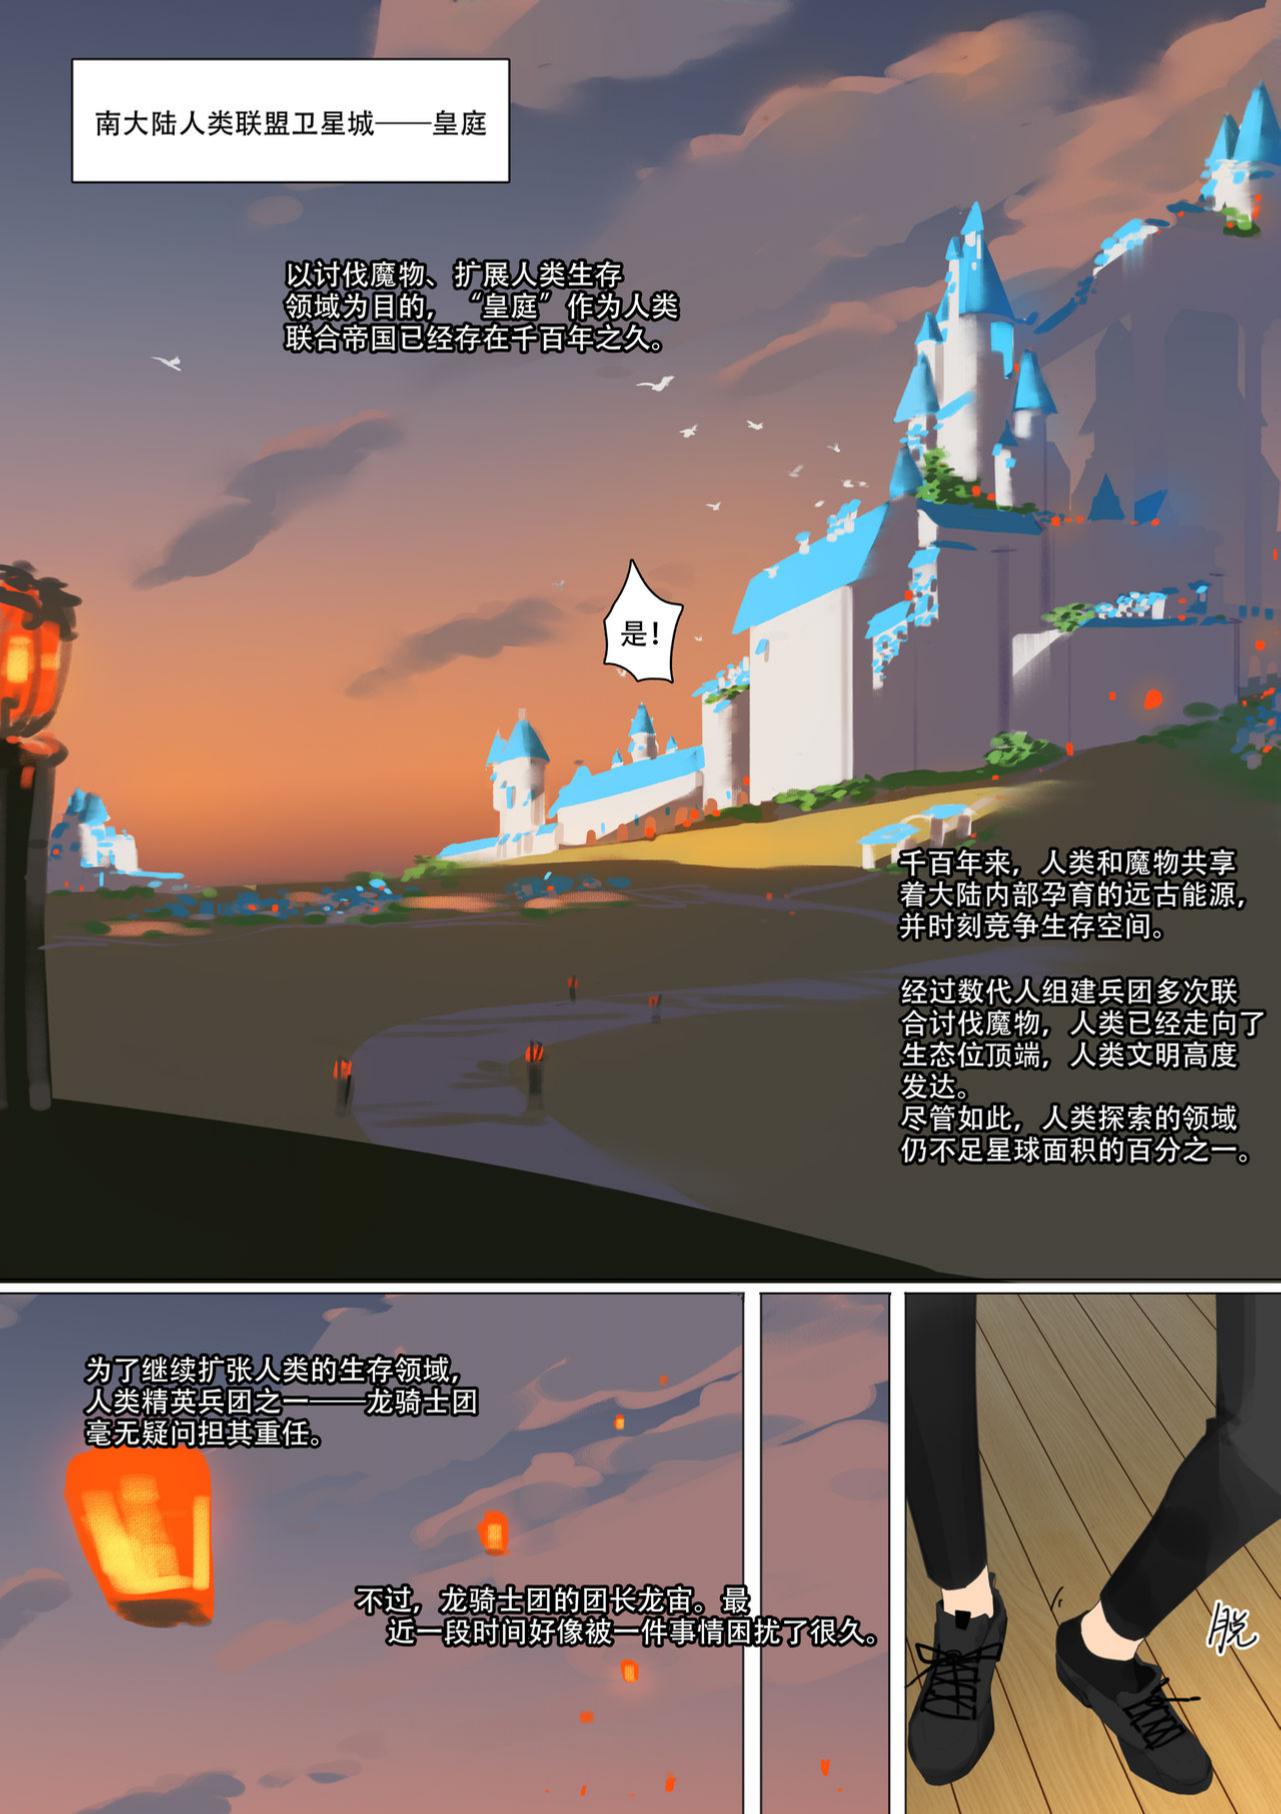 南大陆人类联盟卫星城——皇庭
以讨伐魔物、扩展人类生存
领域为目的，“皇庭”作为人类
联合帝国已经存在千百年之久。
是！
千百年来，人类和魔物共享
着大陆内部孕育的远古能源，
并时刻竞争生存空间。
经过数代人组建兵团多次联
合讨伐魔物，人类已经走向了
生态位顶端，人类文明高度
发达。
尽管如此，人类探索的领域
仍不足星球面积的百分之一。
为了继续扩张人类的生存领域，
人类精英兵团之一——龙骑士团
毫无疑问担其重任。
不过，龙骑士团的团长龙宙。最
近一段时间好像被一件事情困扰了很久。
脱